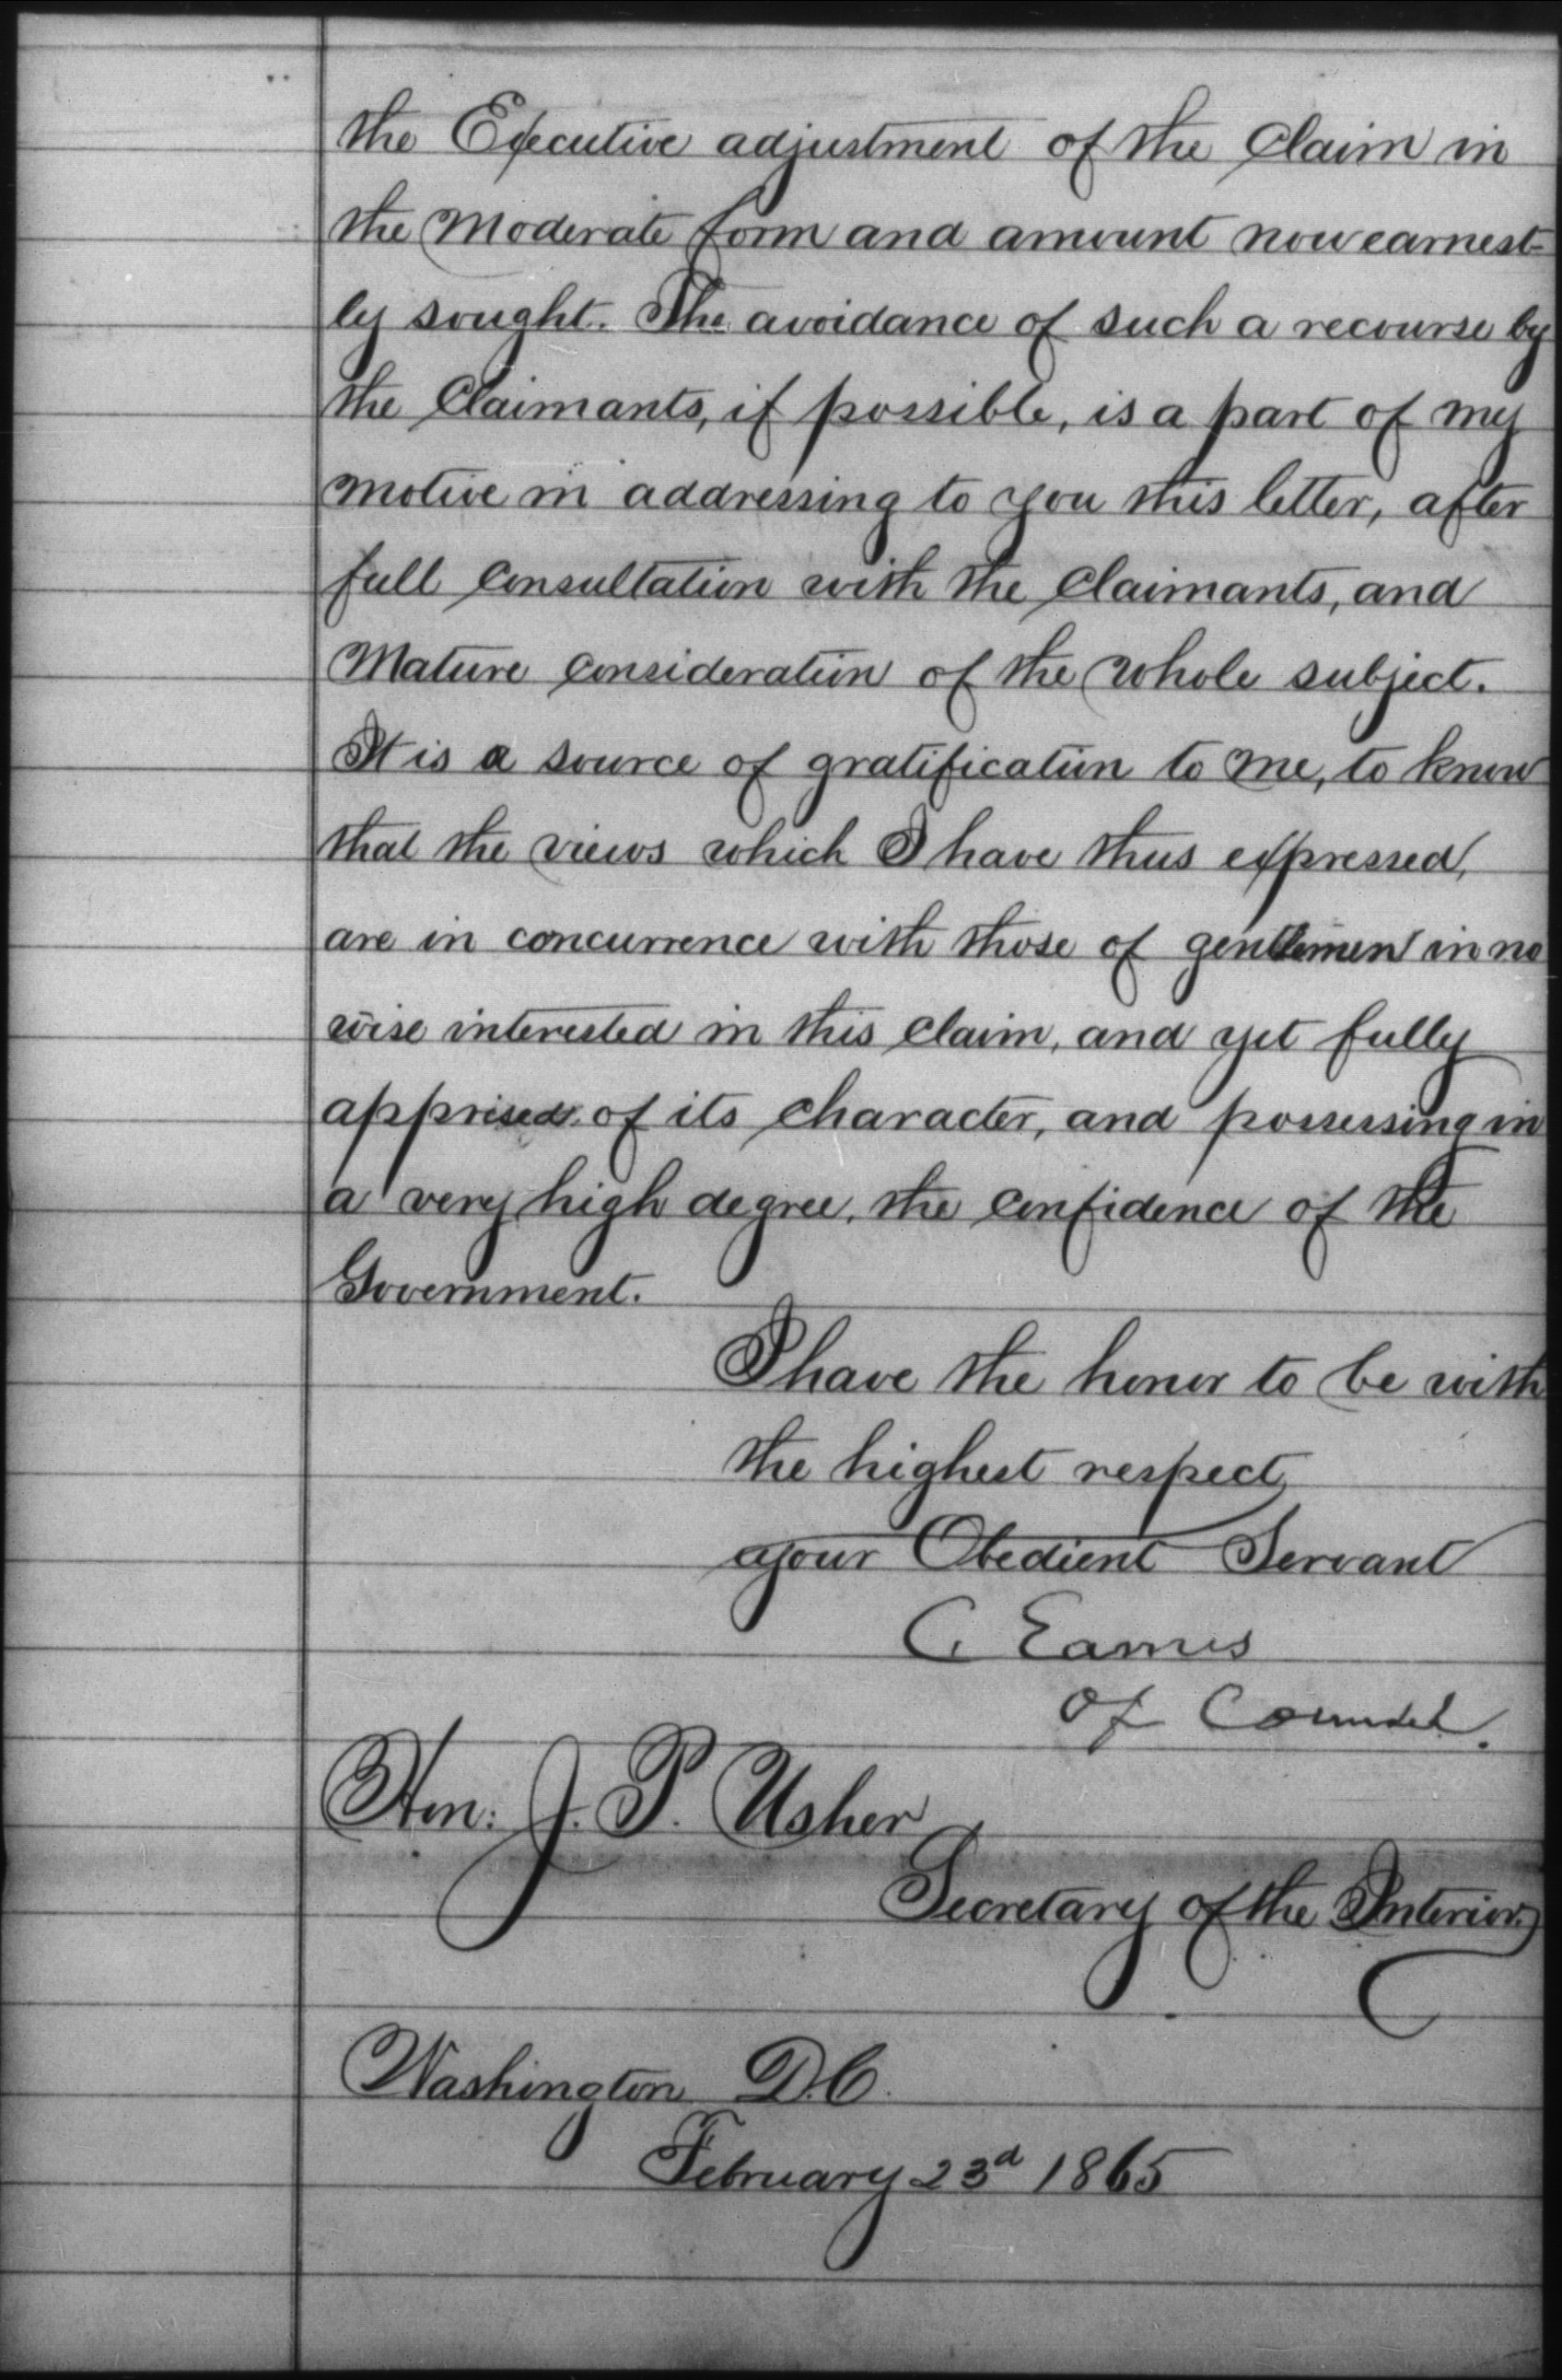 the Executive adjustment of the Claim in
the Moderate form and amount now earnest-
ly sought. The avoidance of such a recourse by
the Claimants, if possible, is a part of my
motive in addressing to you this letter, after
full Consultation with the Claimants, and
Mature Consideration of the whole subject.
It is a source of gratification to me, to know
that the views which I have thus expressed,
are in concurrence with those of gentlemen in no
wise interested in this Claim, and yet fully
apprised of its Character, and possessing in
a very high degree, the Confidence of the
Government.
I have the honor to be with
the highest respect
your Obedient Servant
C. Eames
of Counsel.
Hon: J. P. Usher
Secretary of the Interior.
Washington D.C.
February 23d 1865